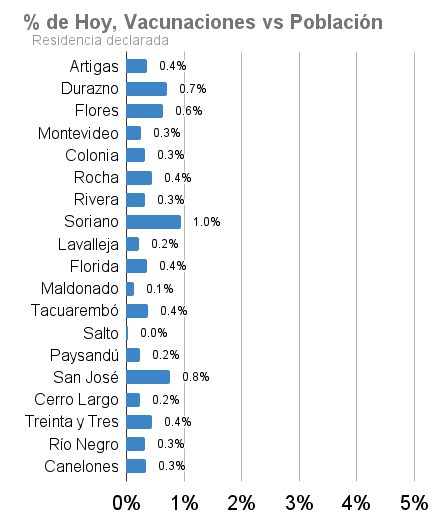 % de Hoy, Vacunaciones vs Población
Residencia declarada
Artigas 0.4%
Durazno 0.7%
Flores 0.6%
Montevideo 0.3%
Colonia 0.3%
Rocha 0.4%
Rivera 0.3%
Soriano 1.0%
Lavalleja 0.2%
Florida 0.4%
Maldonado 0.1%
Tacuarembó 0.4%
Salto 0.0%
Paysandú 0.2%
San José 0.8%
Cerro Largo 0.2%
Treinta y Tres 0.4%
Río Negro 0.3%
Canelones 0.3%
0% 1% 2% 3% 4% 5%